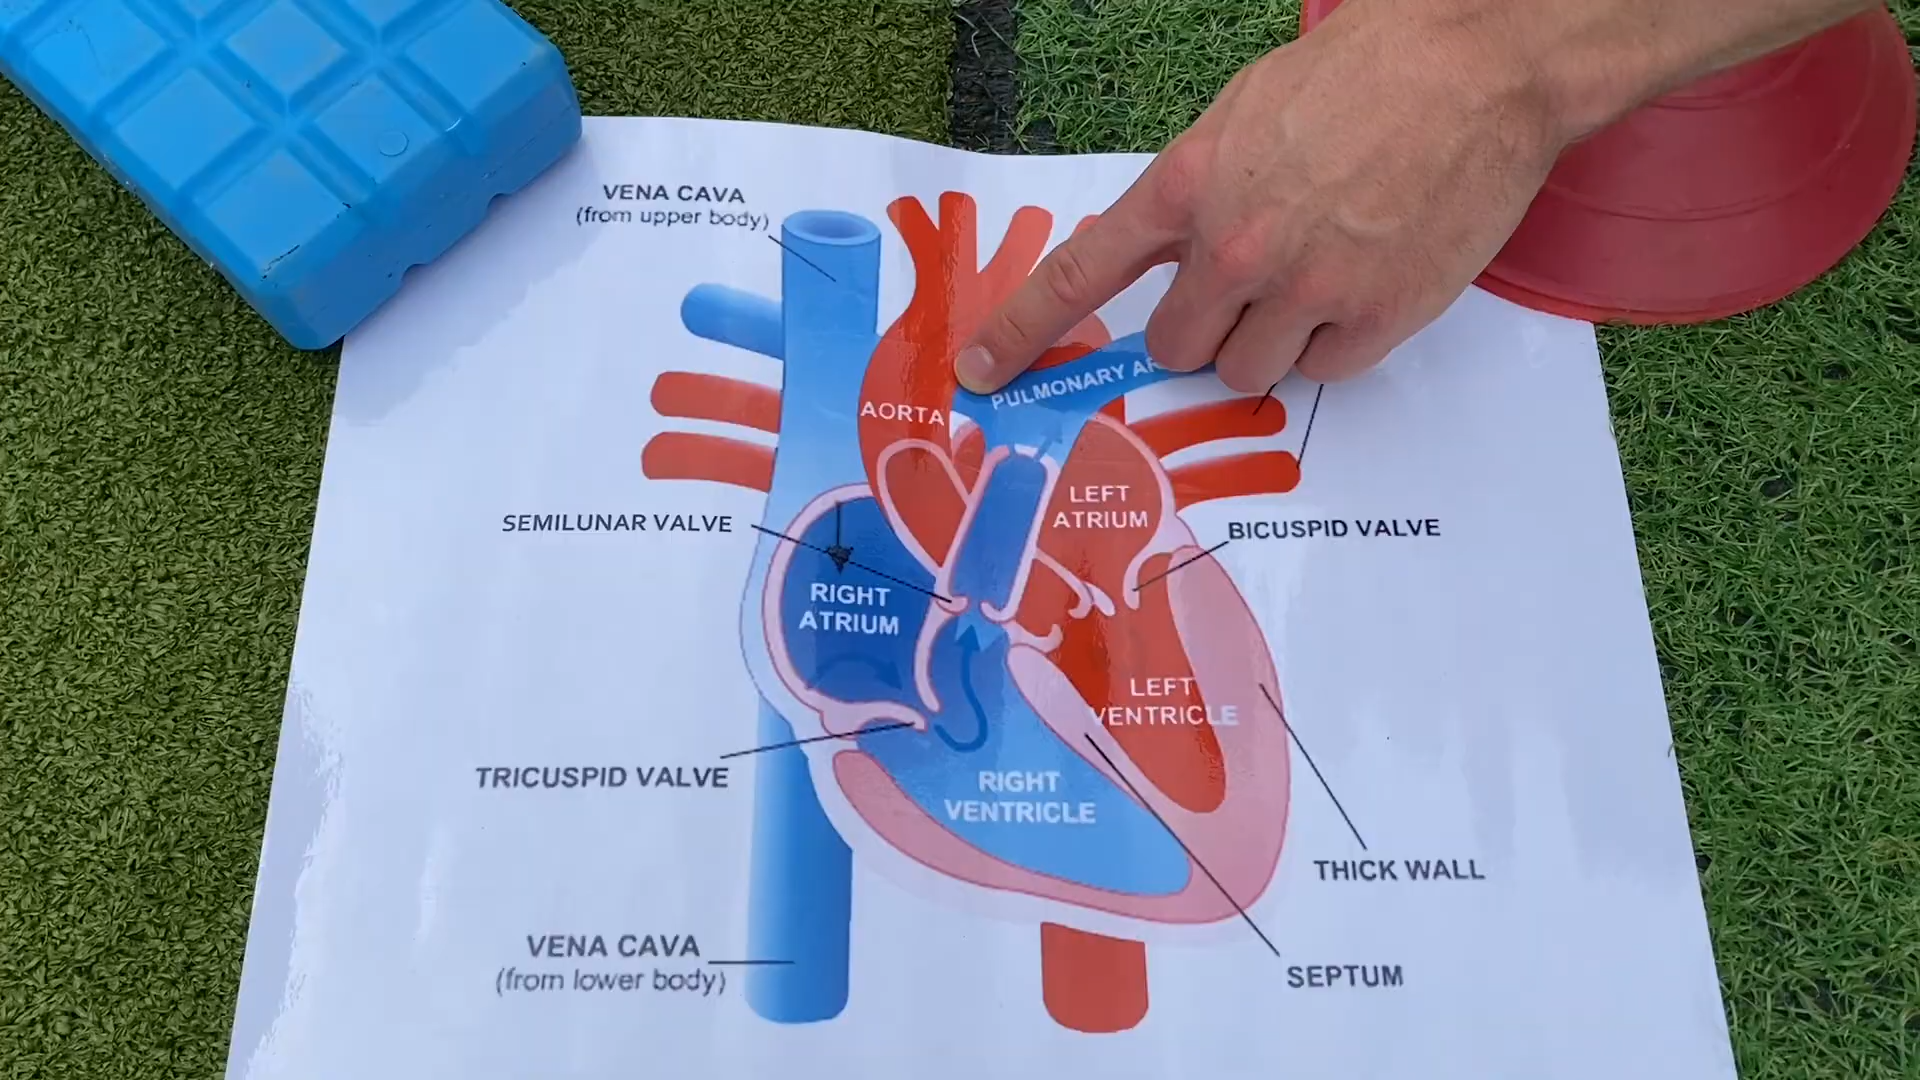 VENA CAVA
(from upper body)
AORTA
PULMONARY
SEMILUNAR VALVE
LEFT
ATRIUM
BICUSPID VALVE
RIGHT
ATRIUM
LEFT
VENTRICLE
TRICUSPID VALVE
RIGHT
VENTRICLE
THICK WALL
VENA CAVA
(from lower body)
SEPTUM